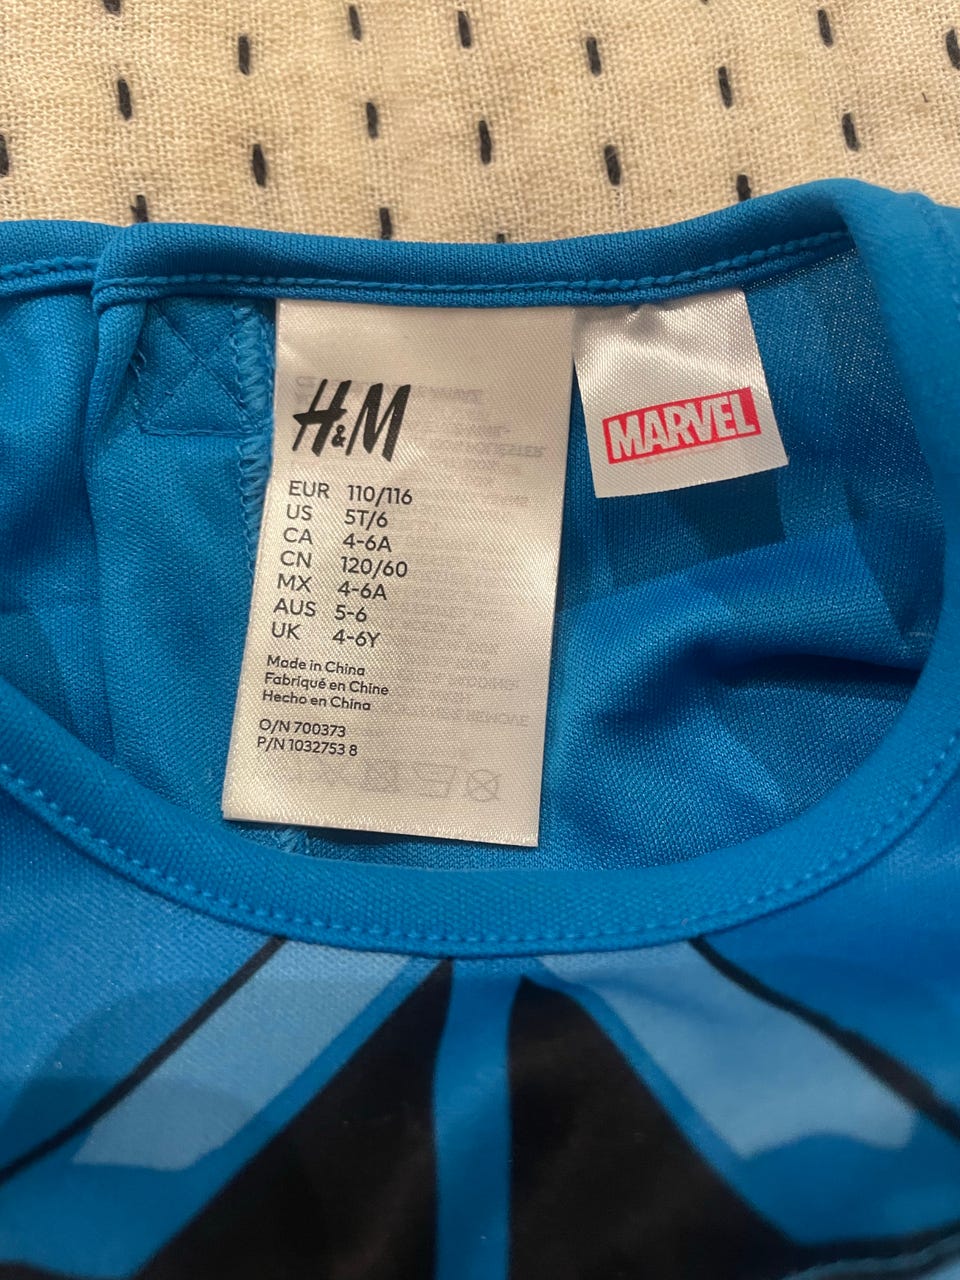 H&M
EUR 110/116
US 5T/6
CA 4-6A
CN 120/60
MX 4-6A
AUS 5-6
UK 4-6Y
Made in China
Fabriqué en Chine
Hecho en China
O/N 700373
P/N 1032753 8
MARVEL